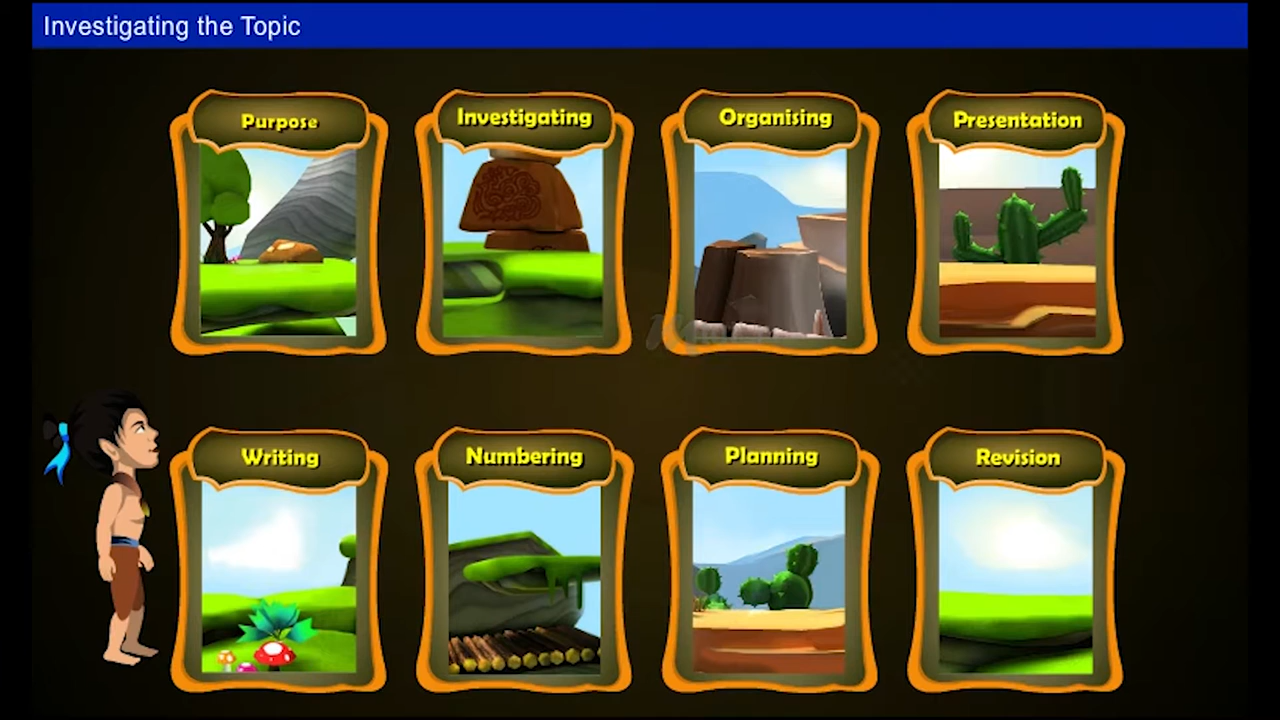 Investigating the Topic
Purpose
Investigating
Organising
Presentation
Writing
Numbering
Planning
Revision